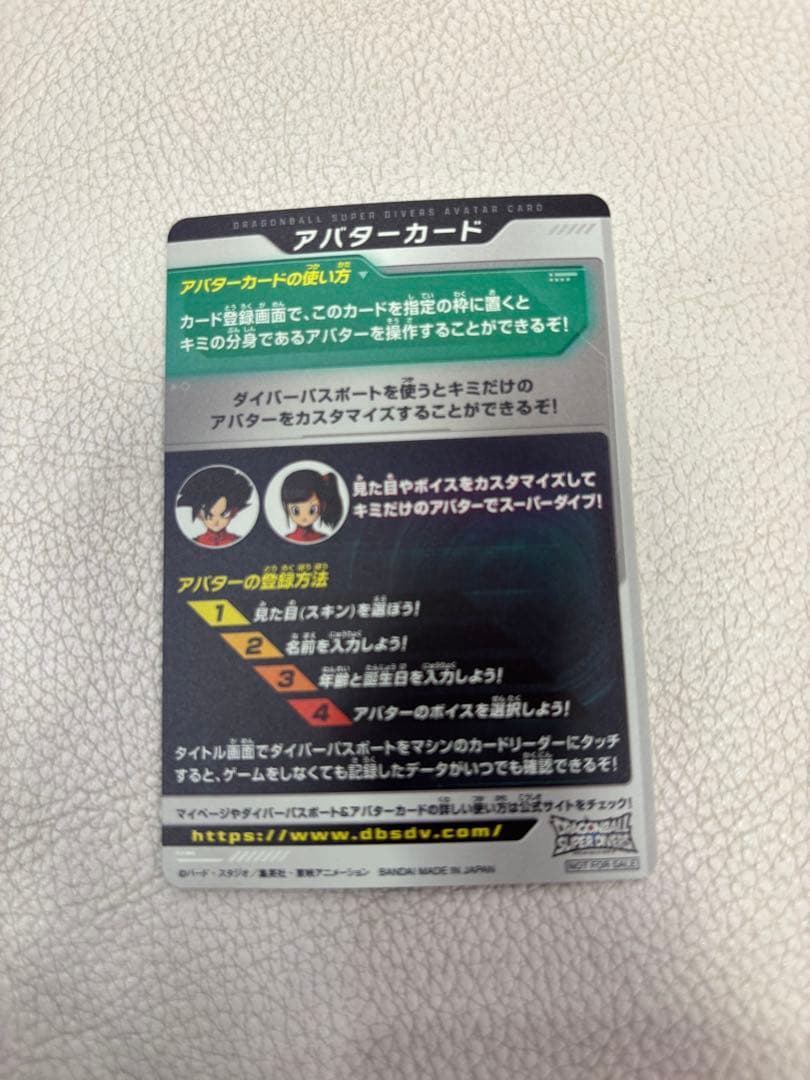 DRAGONBALL SUPER DIVERS AVATAR CARD
アバターカード
アバターカードの使い方
カード登録画面で、このカードを指定の枠に置くと
キミの分身であるアバターを操作することができるぞ!
ダイバーパスポートを使うとキミだけの
アバターをカスタマイズすることができるぞ!
見た目やボイスをカスタマイズして
キミだけのアバターでスーパーダイブ!
アバターの登録方法
1 見た目(スキン)を選ぼう!
2 名前を入力しよう!
3 年齢と誕生日を入力しよう!
4 アバターのボイスを選択しよう!
タイトル画面でダイバーパスポートをマシンのカードリーダーにタッチ
すると、ゲームをしなくても記録したデータがいつでも確認できるぞ!
マイページやダイバーパスポート&アバターカードの詳しい使い方は公式サイトをチェック!
https://www.dbsdv.com/
DRAGONBALL
SUPER DIVERS
NOT FOR SALE
©バード・スタジオ/集英社・東映アニメーション BANDAI MADE IN JAPAN